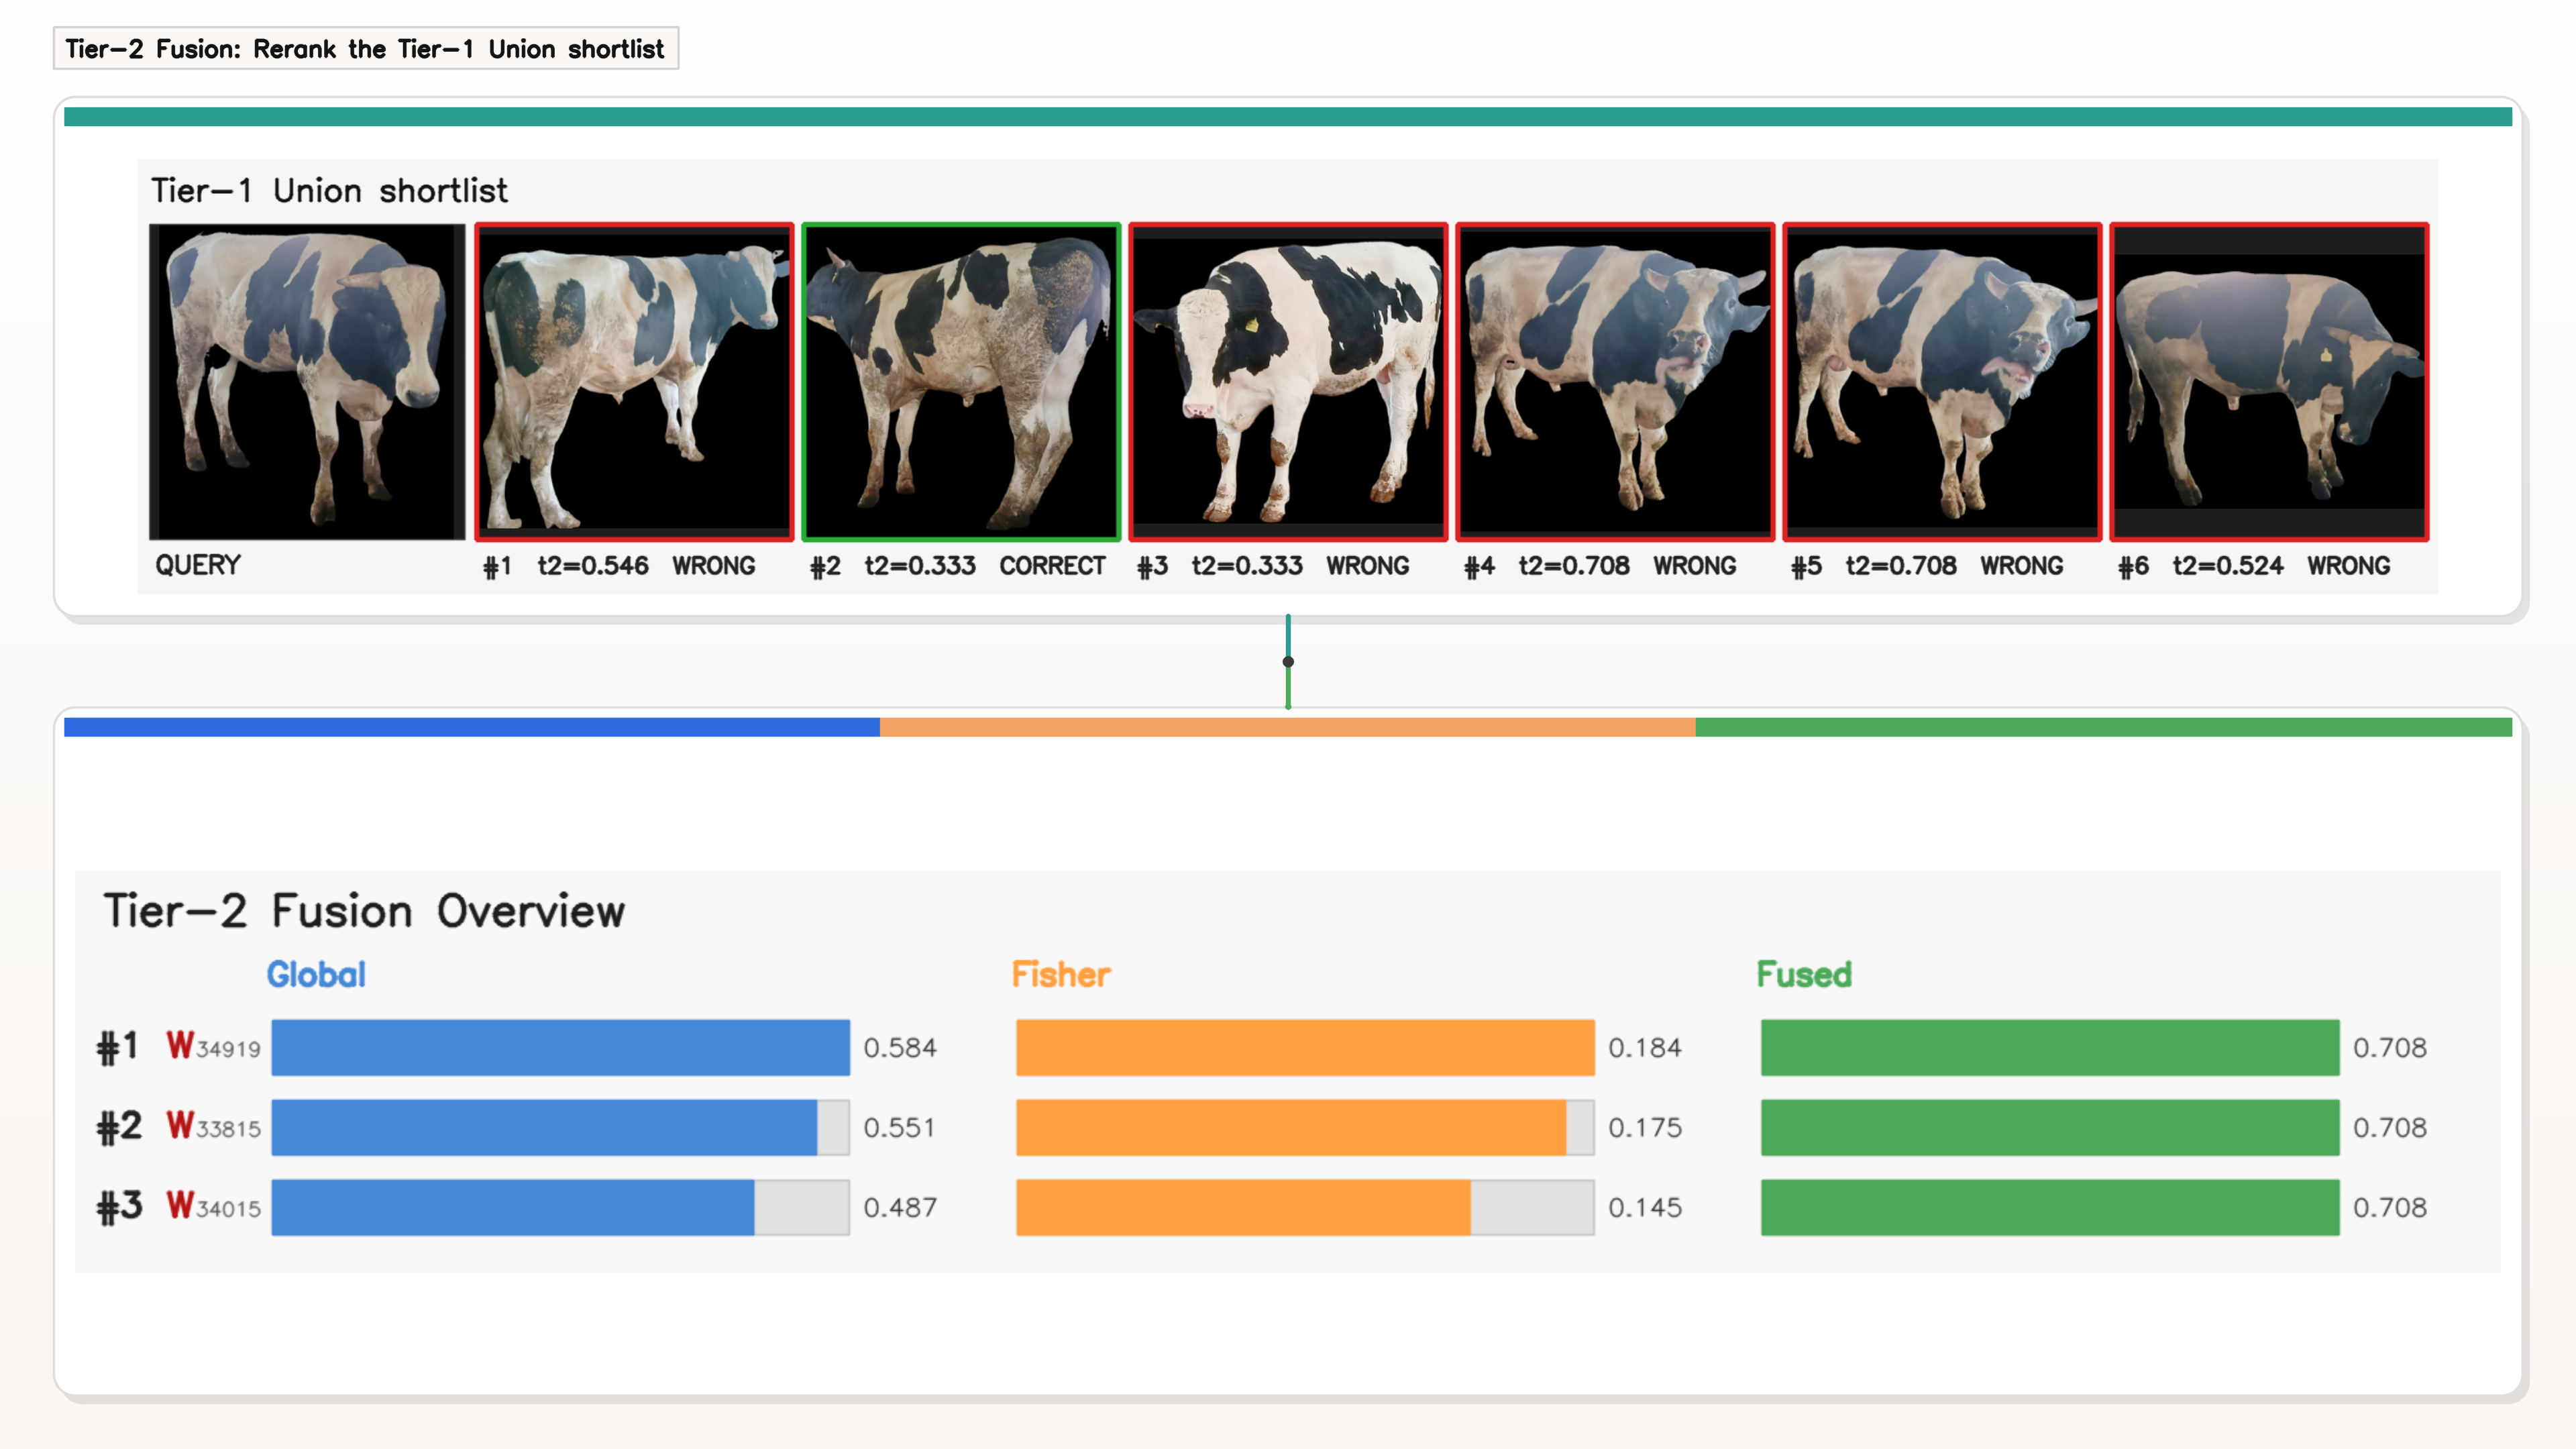 Tier-2 Fusion: Rerank the Tier-1 Union shortlist
Tier-1 Union shortlist
QUERY
#1 t2=0.546 WRONG
#2 t2=0.333 CORRECT
#3 t2=0.333 WRONG
#4 t2=0.708 WRONG
#5 t2=0.708 WRONG
#6 t2=0.524 WRONG
Tier-2 Fusion Overview
Global Fisher Fused
#1 W34919 0.584 0.184 0.708
#2 W33815 0.551 0.175 0.708
#3 W34015 0.487 0.145 0.708